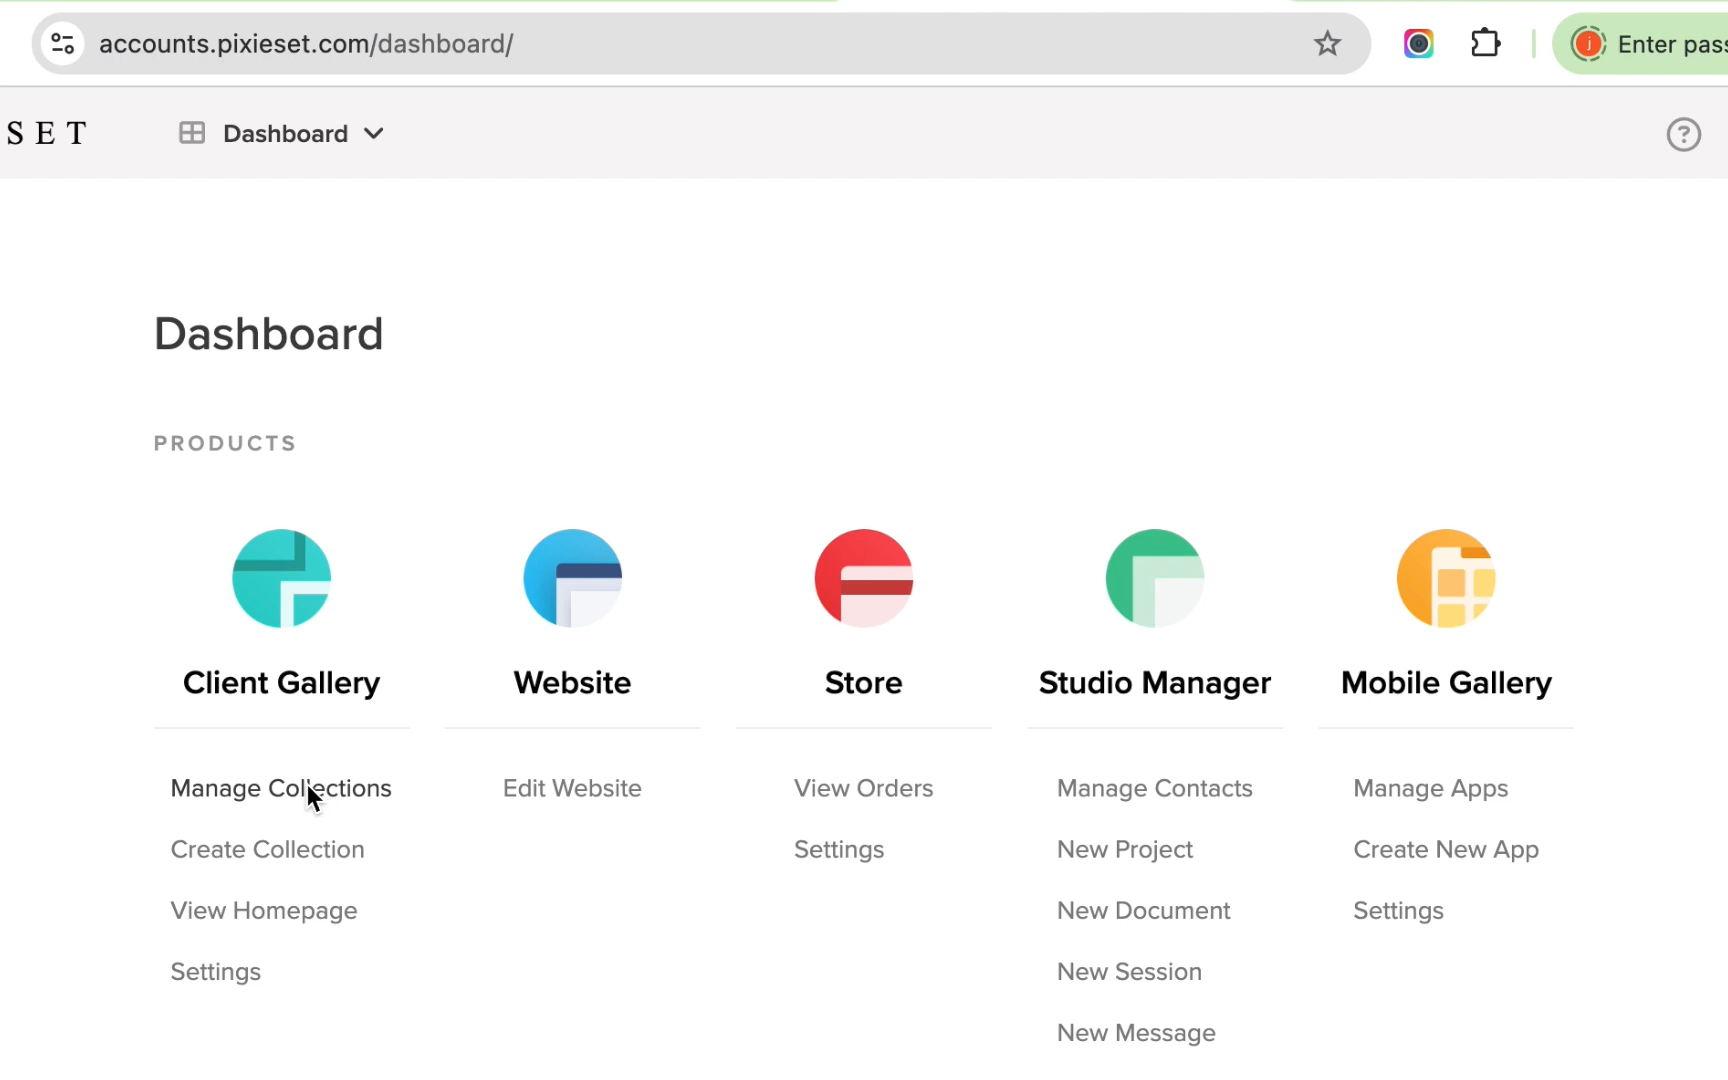 accounts.pixieset.com/dashboard/
j
Enter pass
SET
Dashboard
?
Dashboard
PRODUCTS
Client Gallery
Website
Store
Studio Manager
Mobile Gallery
Manage Collections
Edit Website
View Orders
Manage Contacts
Manage Apps
Create Collection
Settings
New Project
Create New App
View Homepage
New Document
Settings
Settings
New Session
New Message